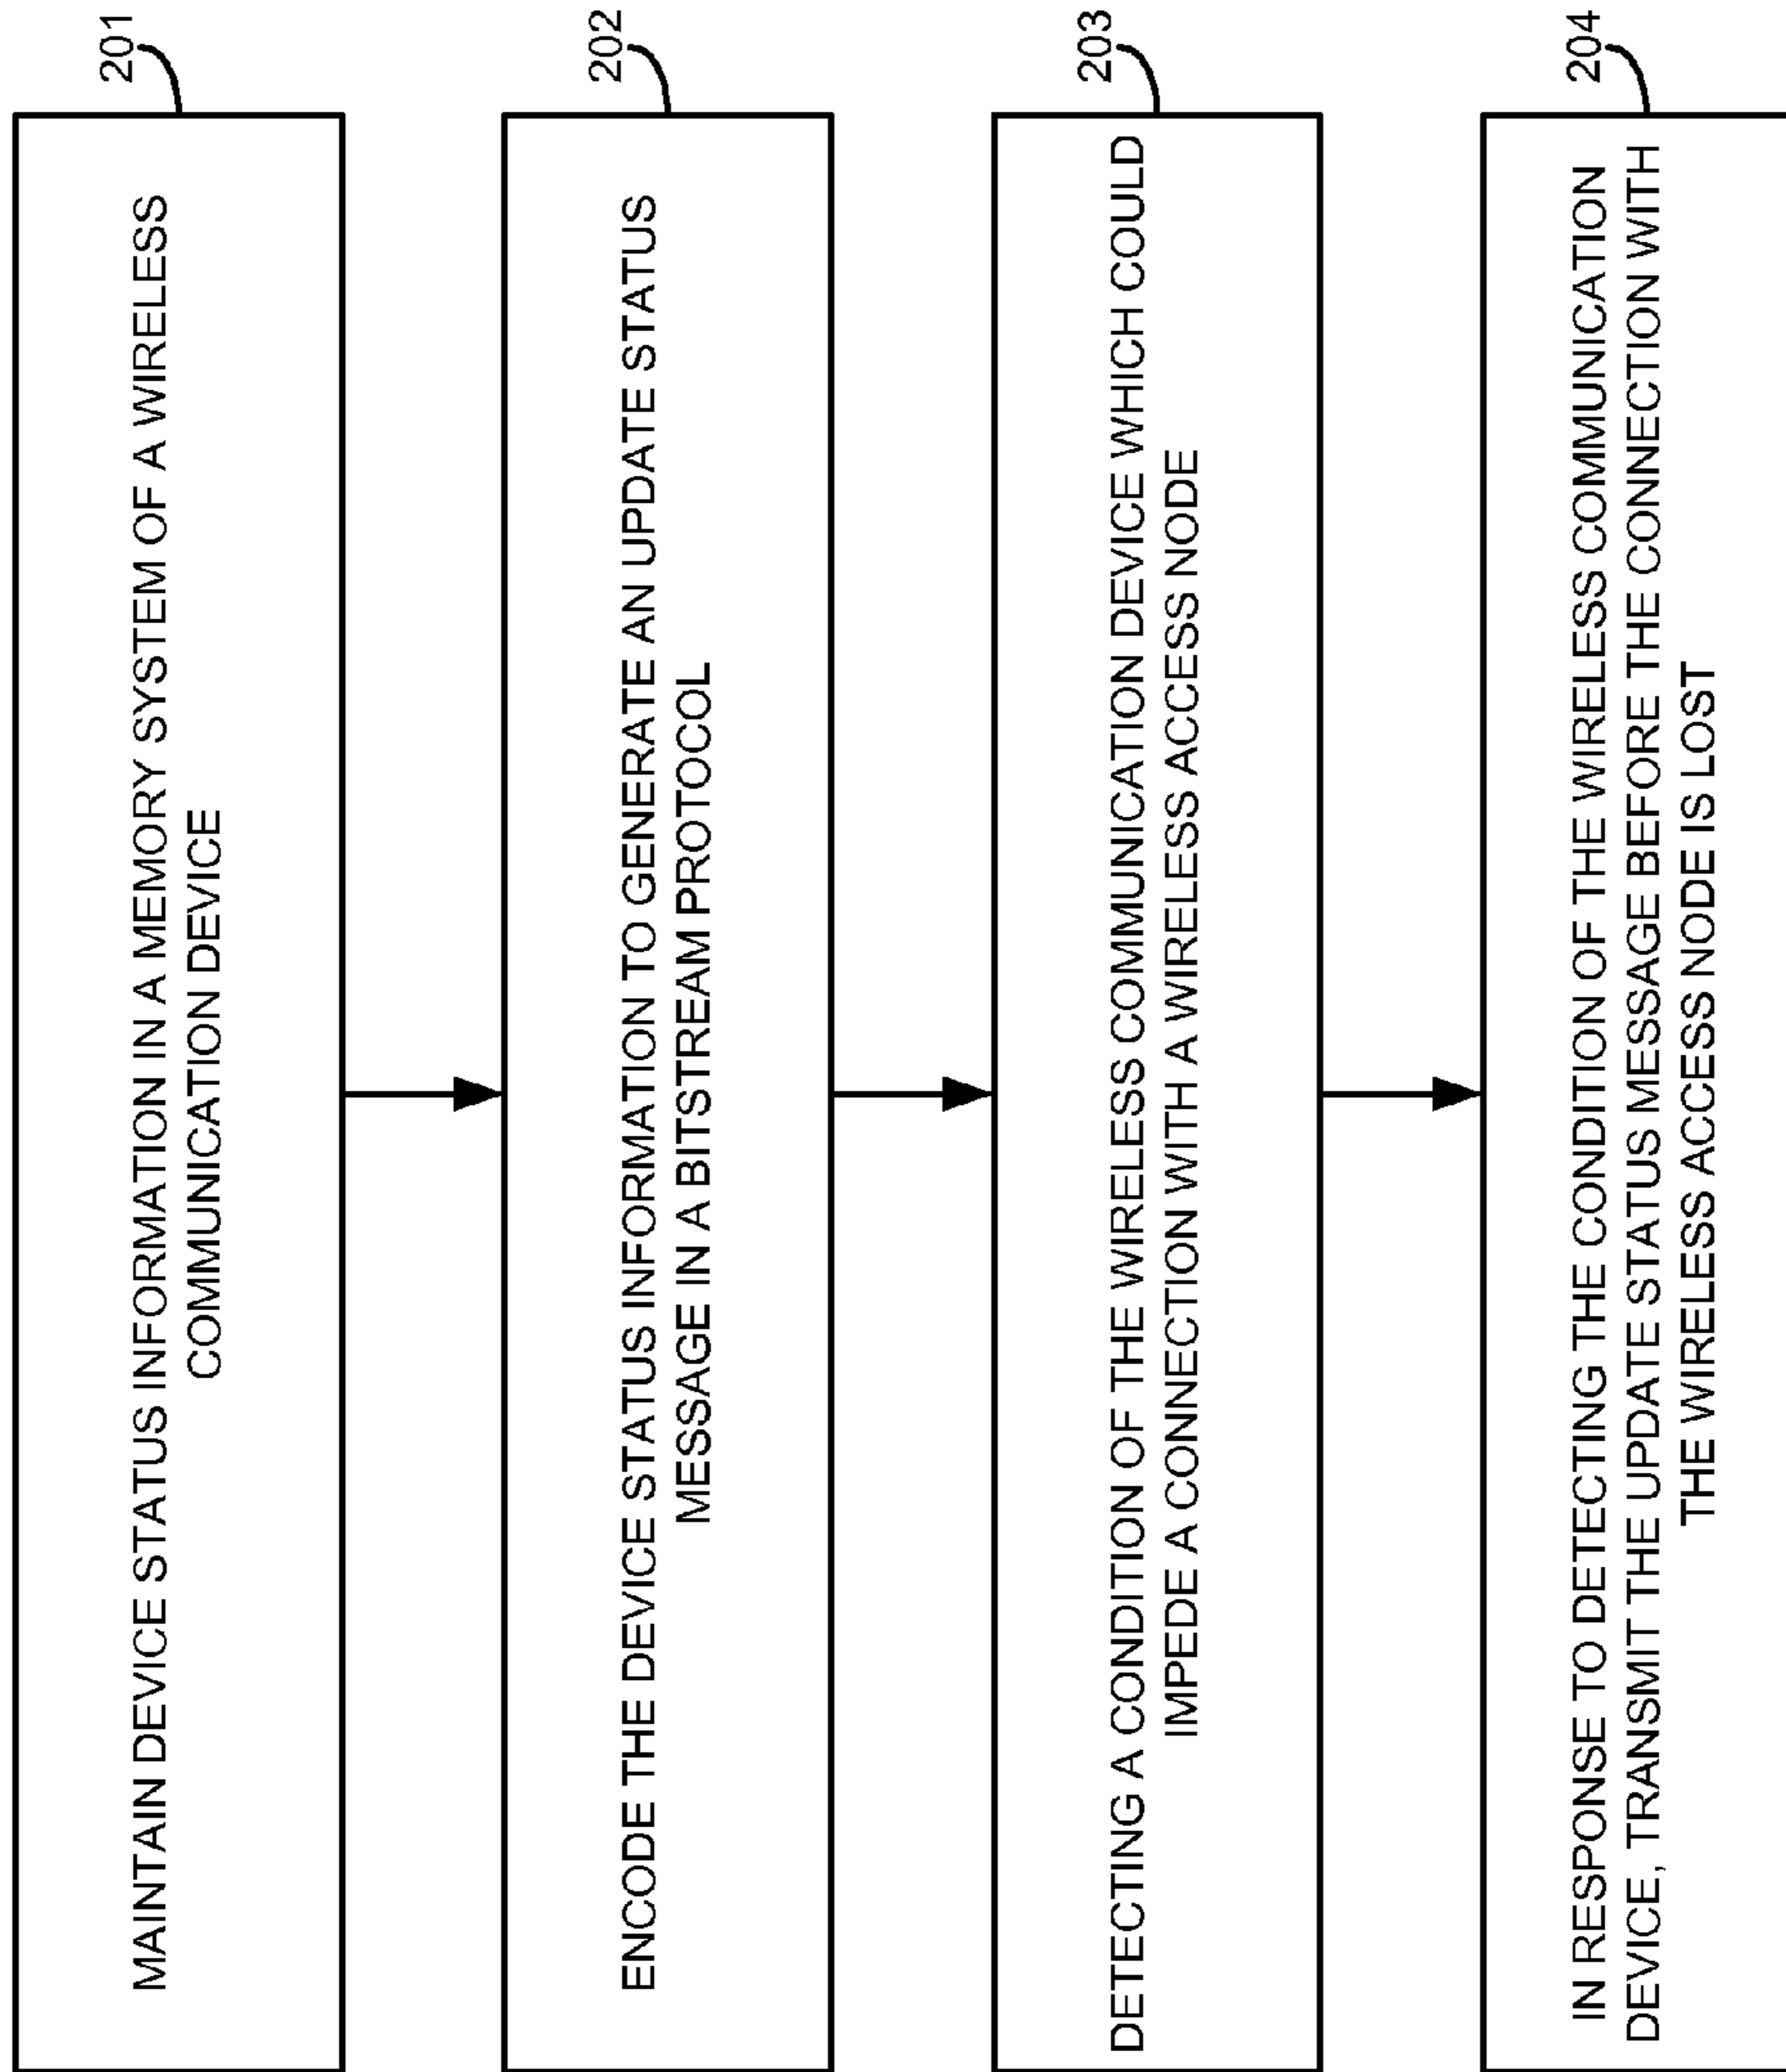 201
MAINTAIN DEVICE STATUS INFORMATION IN A MEMORY SYSTEM OF A WIRELESS
COMMUNICATION DEVICE
202
ENCODE THE DEVICE STATUS INFORMATION TO GENERATE AN UPDATE STATUS
MESSAGE IN A BITSTREAM PROTOCOL
203
DETECTING A CONDITION OF THE WIRELESS COMMUNICATION DEVICE WHICH COULD
IMPEDE A CONNECTION WITH A WIRELESS ACCESS NODE
204
IN RESPONSE TO DETECTING THE CONDITION OF THE WIRELESS COMMUNICATION
DEVICE, TRANSMIT THE UPDATE STATUS MESSAGE BEFORE THE CONNECTION WITH
THE WIRELESS ACCESS NODE IS LOST